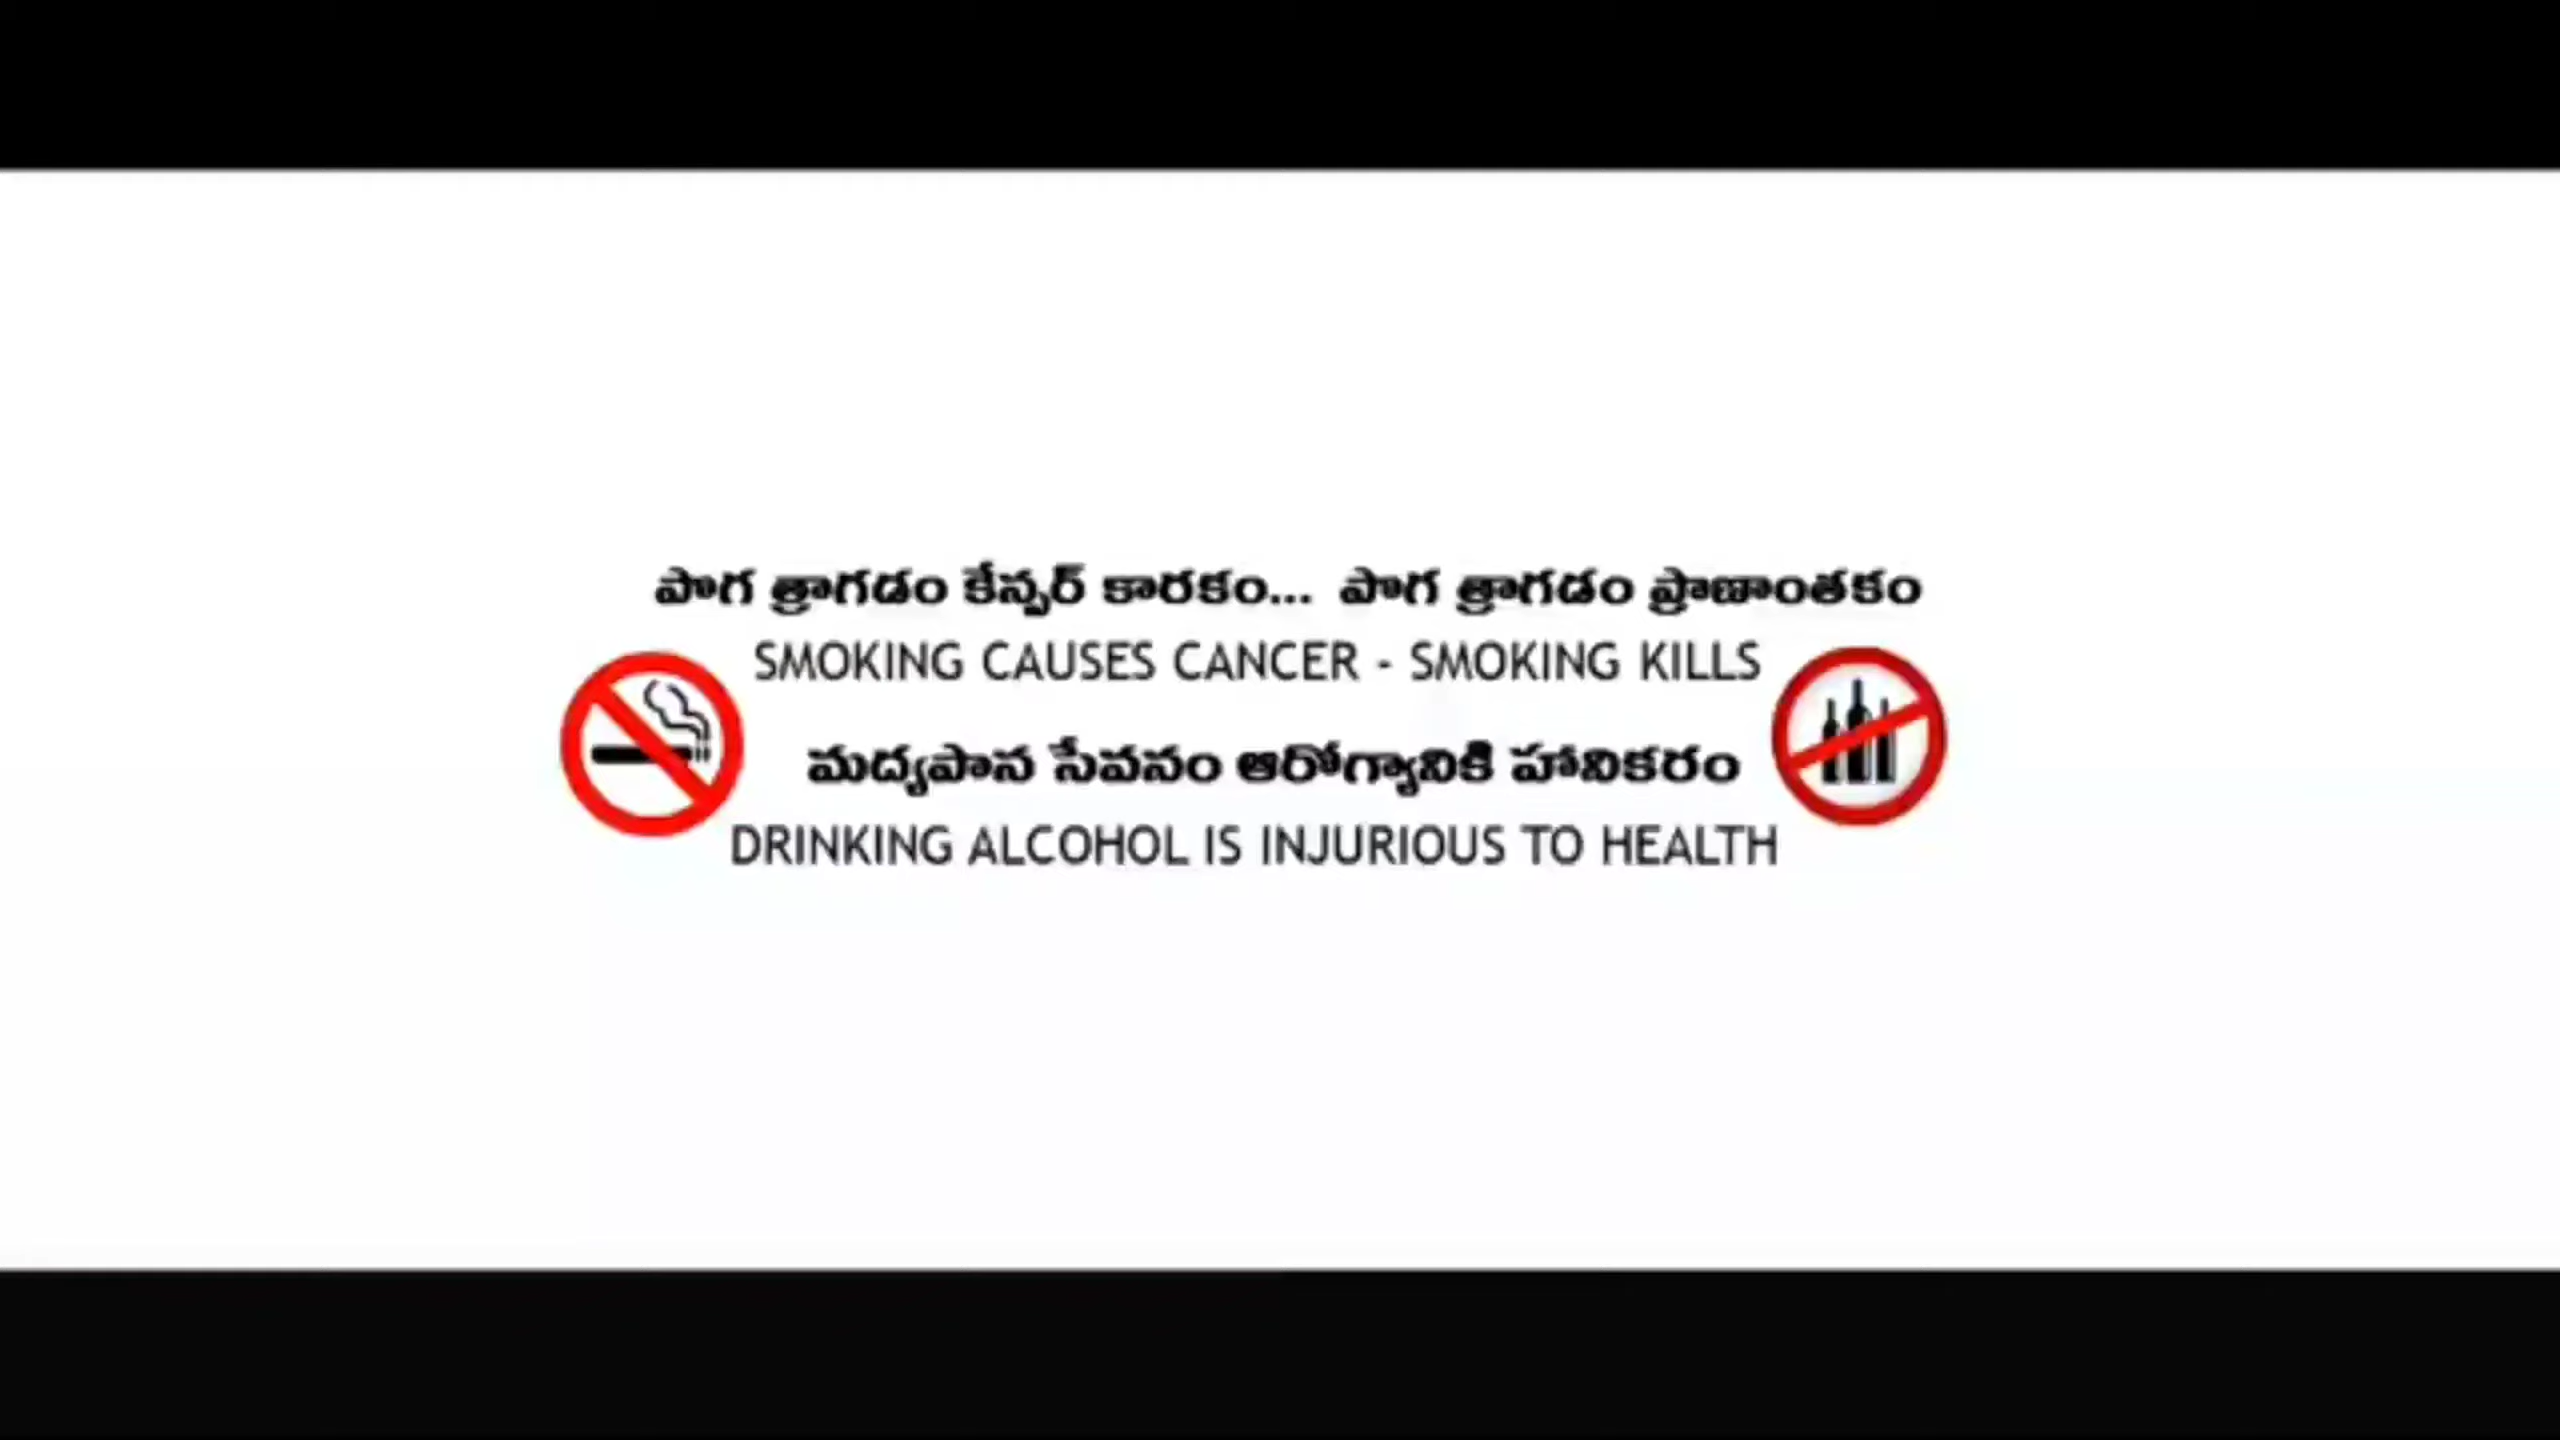 పొగ త్రాగడం కేన్సర్ కారకం... పొగ త్రాగడం ప్రాణాంతకం
SMOKING CAUSES CANCER - SMOKING KILLS
మద్యపాన సేవనం ఆరోగ్యానికి హానికరం
DRINKING ALCOHOL IS INJURIOUS TO HEALTH